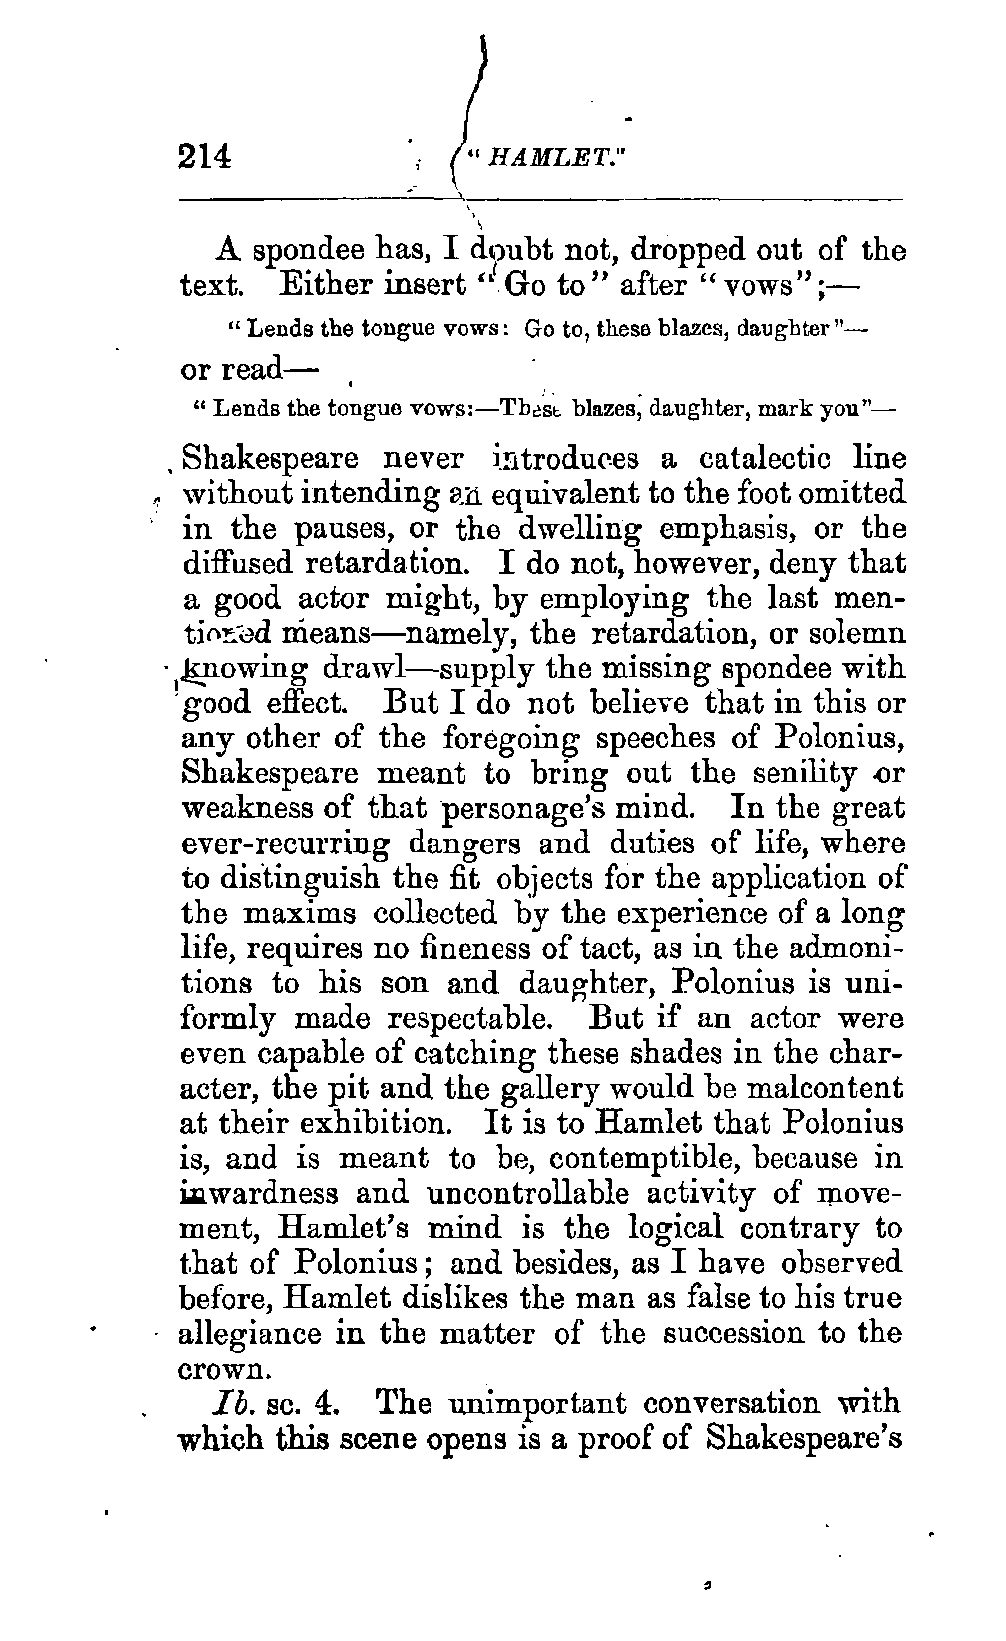 214 "HAMLET."
A spondee has, I doubt not, dropped out of the
text. Either insert "Go to" after "vows";—
"Lends the tongue vows: Go to, these blazes, daughter"—
or read—
"Lends the tongue vows:—These blazes, daughter, mark you"—
Shakespeare never introduces a catalectic line
without intending an equivalent to the foot omitted
in the pauses, or the dwelling emphasis, or the
diffused retardation. I do not, however, deny that
a good actor might, by employing the last men-
tioned means—namely, the retardation, or solemn
knowing drawl—supply the missing spondee with
good effect. But I do not believe that in this or
any other of the foregoing speeches of Polonius,
Shakespeare meant to bring out the senility or
weakness of that personage's mind. In the great
ever-recurring dangers and duties of life, where
to distinguish the fit objects for the application of
the maxims collected by the experience of a long
life, requires no fineness of tact, as in the admoni-
tions to his son and daughter, Polonius is uni-
formly made respectable. But if an actor were
even capable of catching these shades in the char-
acter, the pit and the gallery would be malcontent
at their exhibition. It is to Hamlet that Polonius
is, and is meant to be, contemptible, because in
inwardness and uncontrollable activity of move-
ment, Hamlet's mind is the logical contrary to
that of Polonius; and besides, as I have observed
before, Hamlet dislikes the man as false to his true
allegiance in the matter of the succession to the
crown.
Ib. sc. 4. The unimportant conversation with
which this scene opens is a proof of Shakespeare's